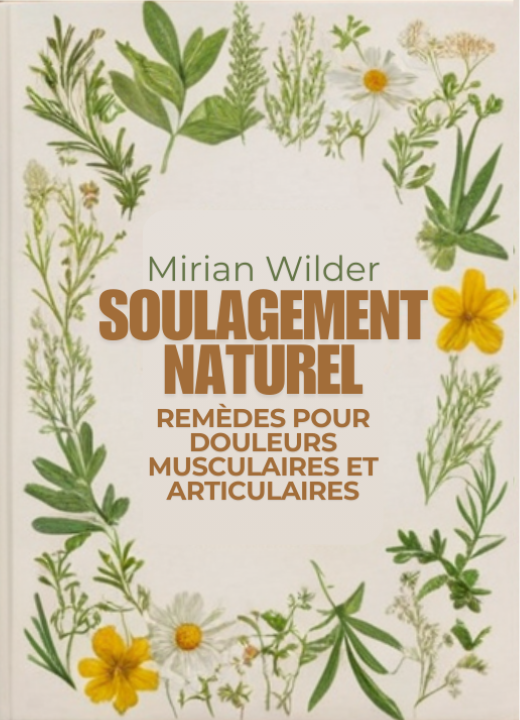 Mirian Wilder
SOULAGEMENT
NATUREL
REMÈDES POUR
DOULEURS
MUSCULAIRES ET
ARTICULAIRES